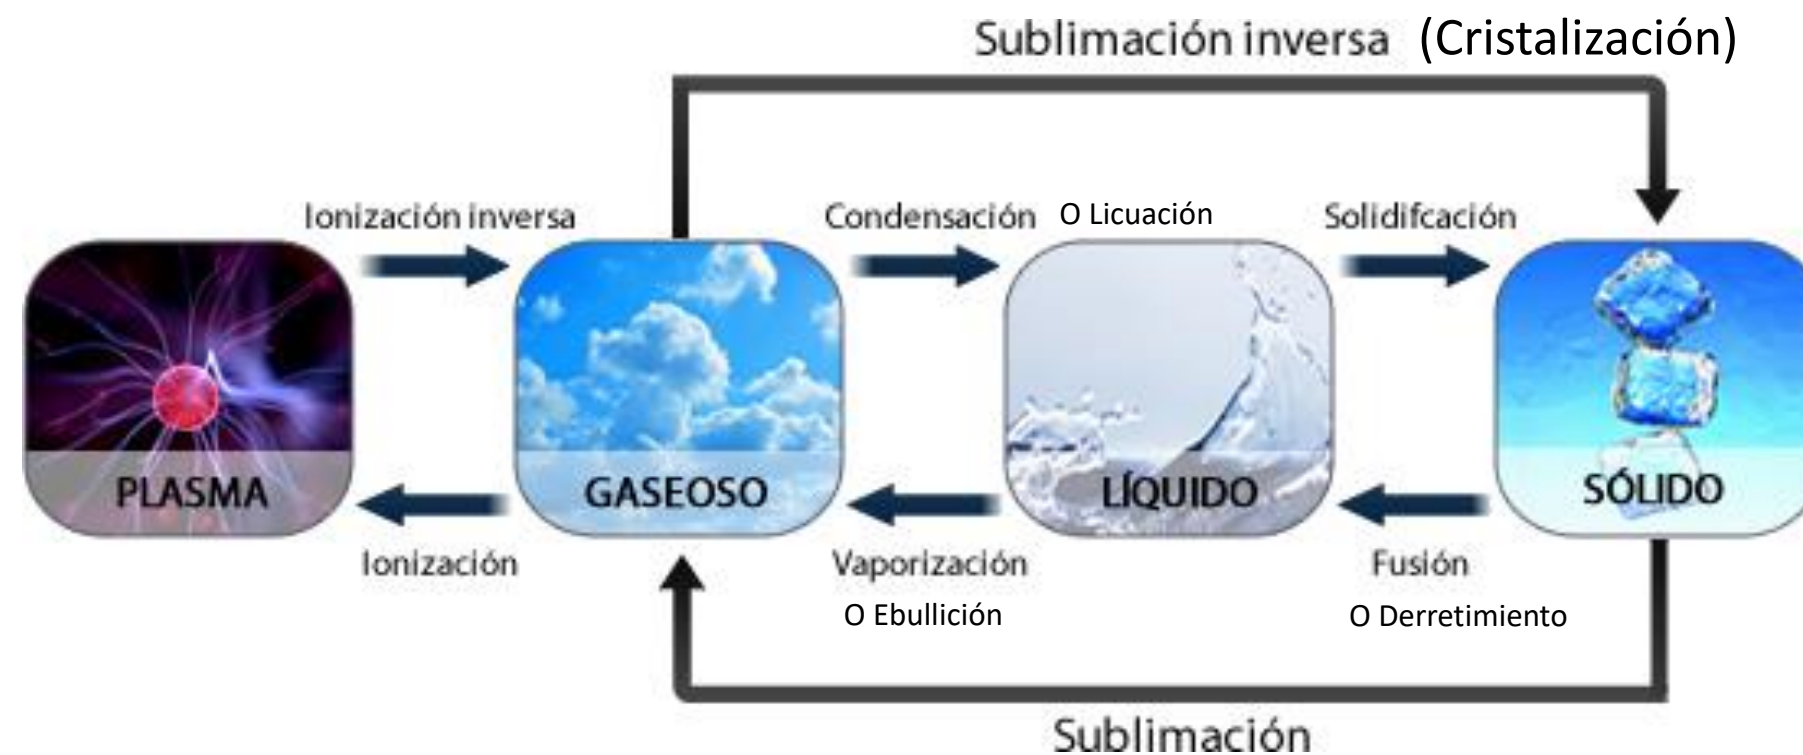 Sublimación inversa (Cristalización)
Ionización inversa
Condensación O Licuación
Solidifcación
PLASMA
GASEOSO
LÍQUIDO
SÓLIDO
Ionización
Vaporización
O Ebullición
Fusión
O Derretimiento
Sublimación